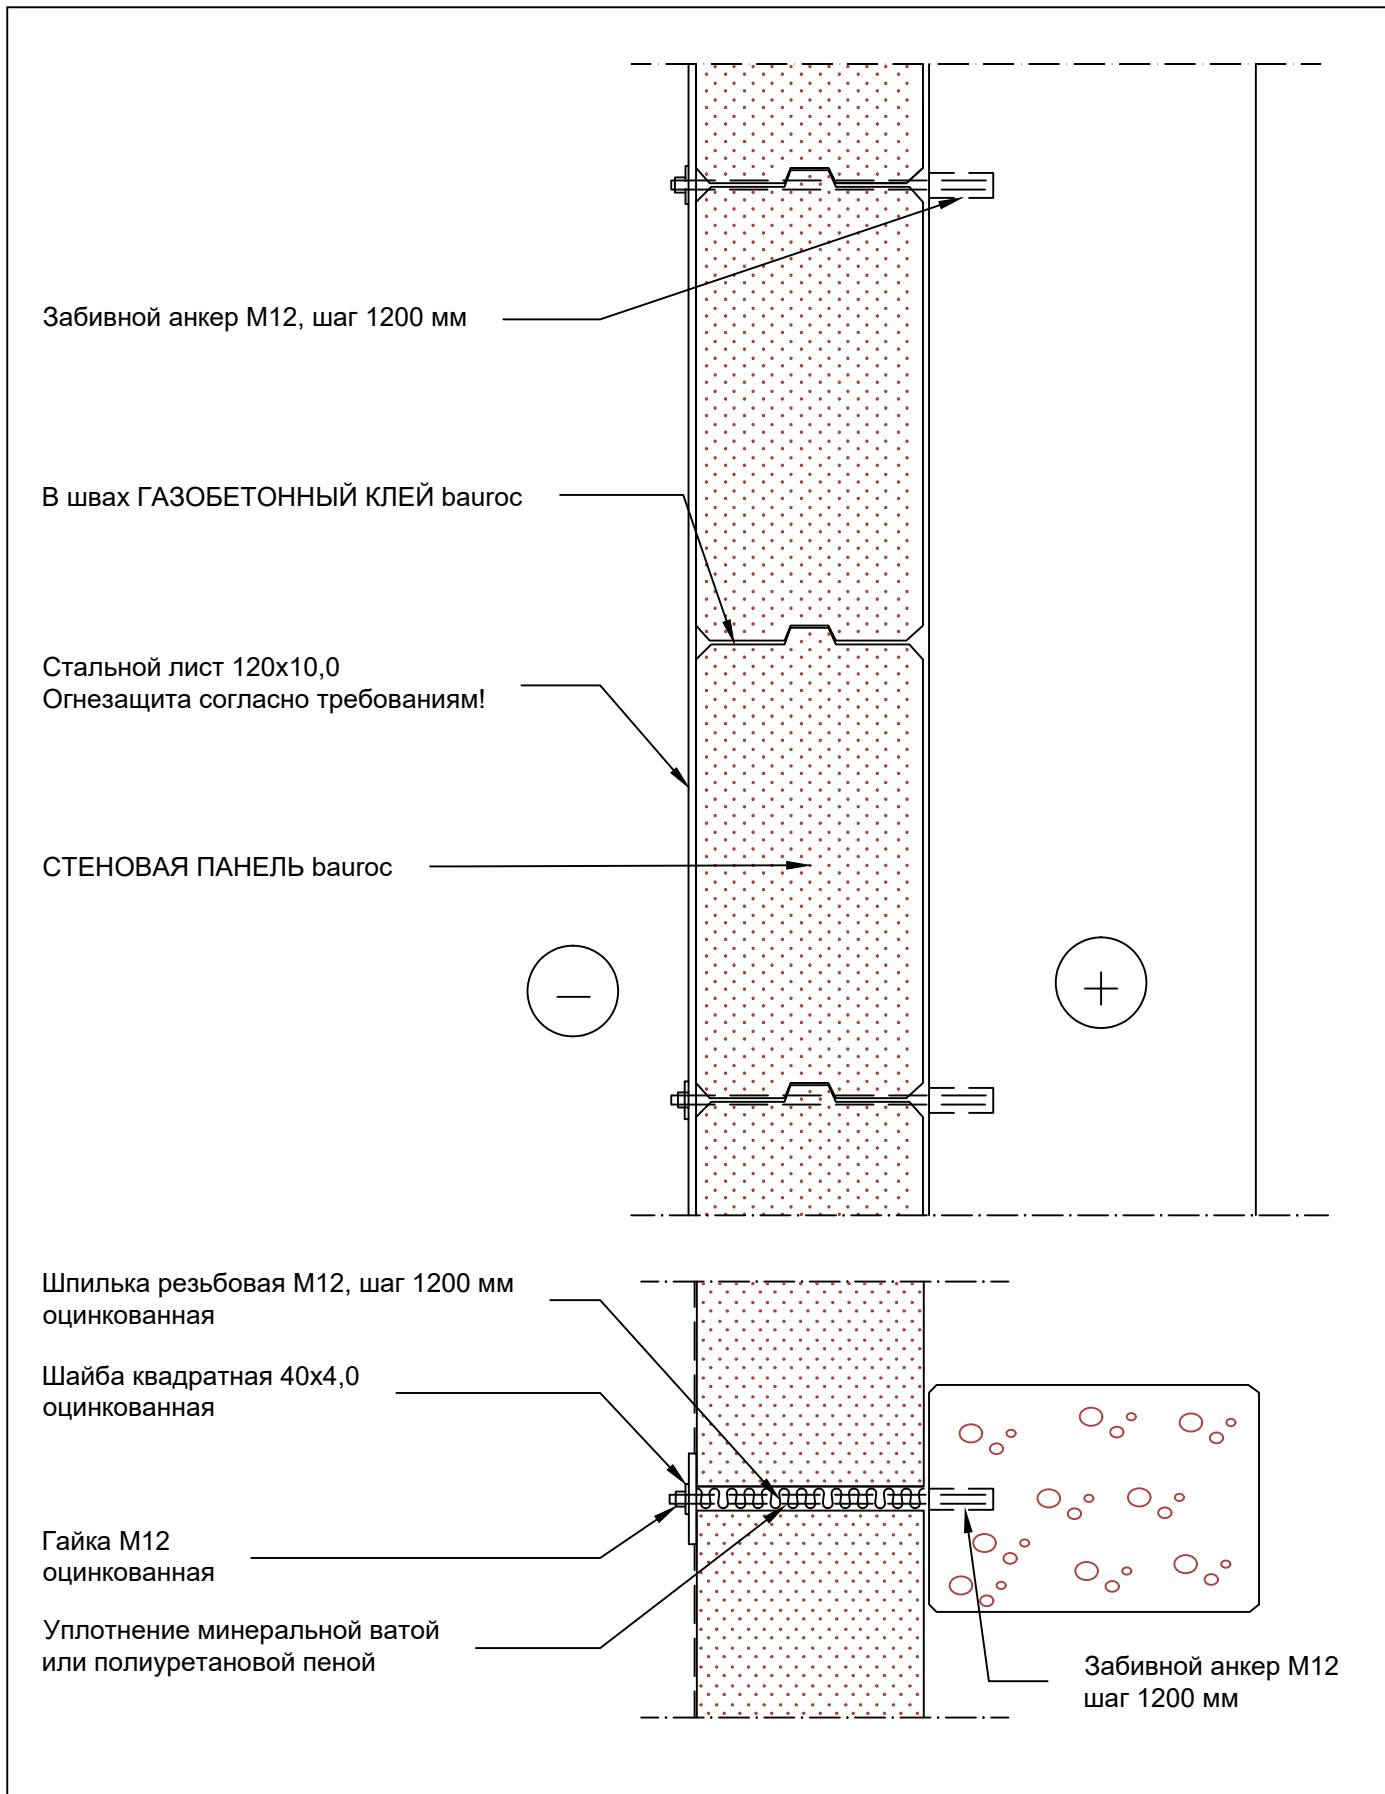 Забивной анкер М12, шаг 1200 мм
В швах ГАЗОБЕТОННЫЙ КЛЕЙ bauroc
Стальной лист 120х10,0
Огнезащита согласно требованиям!
СТЕНОВАЯ ПАНЕЛЬ bauroc
Шпилька резьбовая М12, шаг 1200 мм
оцинкованная
Шайба квадратная 40х4,0
оцинкованная
Гайка М12
оцинкованная
Уплотнение минеральной ватой
или полиуретановой пеной
Забивной анкер М12
шаг 1200 мм